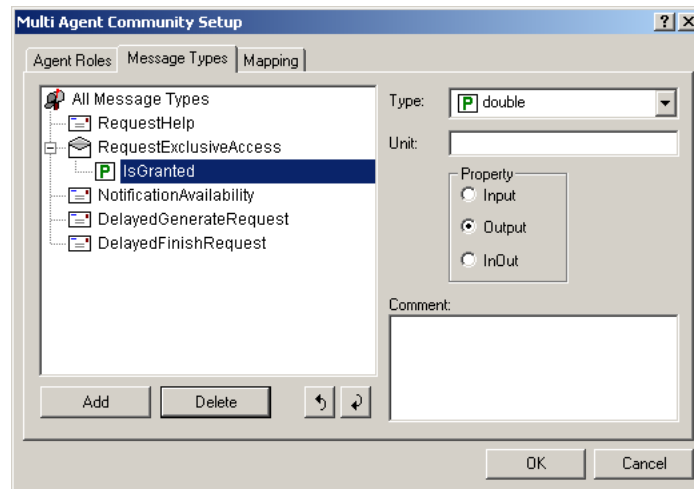 Multi Agent Community Setup
Agent Roles
Message Types
Mapping
All Message Types
RequestHelp
RequestExclusiveAccess
P IsGranted
NotificationAvailability
DelayedGenerateRequest
DelayedFinishRequest
Add
Delete
Type:
P double
Unit:
Property
Input
Output
InOut
Comment:
OK
Cancel